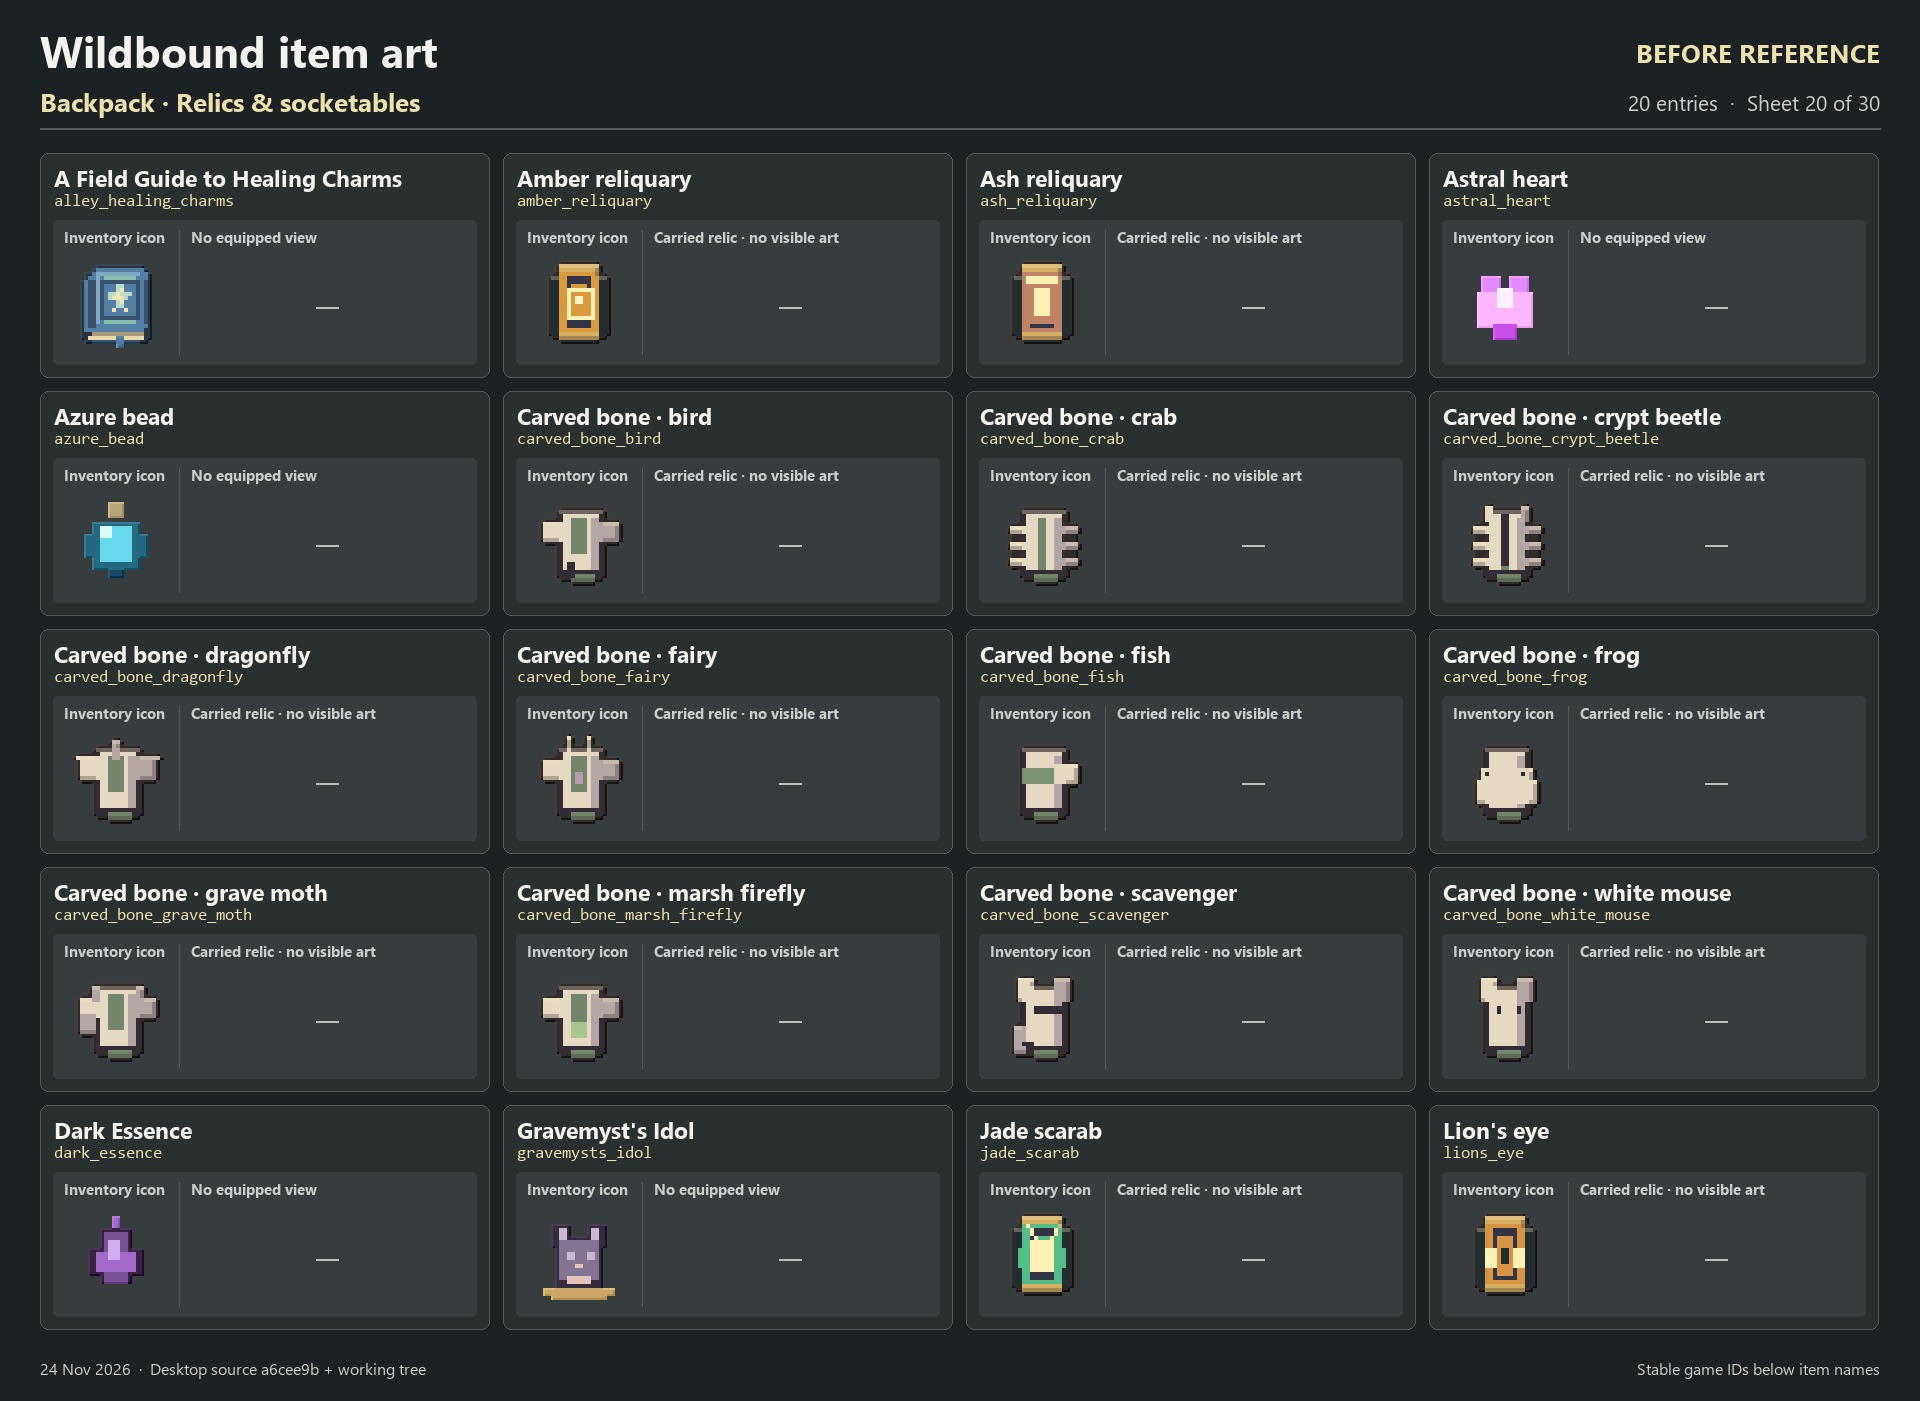 Wildbound item art
BEFORE REFERENCE
Backpack · Relics & socketables
20 entries · Sheet 20 of 30
A Field Guide to Healing Charms
alley_healing_charms
Inventory icon
No equipped view
—
Amber reliquary
amber_reliquary
Inventory icon
Carried relic · no visible art
—
Ash reliquary
ash_reliquary
Inventory icon
Carried relic · no visible art
—
Astral heart
astral_heart
Inventory icon
No equipped view
—
Azure bead
azure_bead
Inventory icon
No equipped view
—
Carved bone · bird
carved_bone_bird
Inventory icon
Carried relic · no visible art
—
Carved bone · crab
carved_bone_crab
Inventory icon
Carried relic · no visible art
—
Carved bone · crypt beetle
carved_bone_crypt_beetle
Inventory icon
Carried relic · no visible art
—
Carved bone · dragonfly
carved_bone_dragonfly
Inventory icon
Carried relic · no visible art
—
Carved bone · fairy
carved_bone_fairy
Inventory icon
Carried relic · no visible art
—
Carved bone · fish
carved_bone_fish
Inventory icon
Carried relic · no visible art
—
Carved bone · frog
carved_bone_frog
Inventory icon
Carried relic · no visible art
—
Carved bone · grave moth
carved_bone_grave_moth
Inventory icon
Carried relic · no visible art
—
Carved bone · marsh firefly
carved_bone_marsh_firefly
Inventory icon
Carried relic · no visible art
—
Carved bone · scavenger
carved_bone_scavenger
Inventory icon
Carried relic · no visible art
—
Carved bone · white mouse
carved_bone_white_mouse
Inventory icon
Carried relic · no visible art
—
Dark Essence
dark_essence
Inventory icon
No equipped view
—
Gravemyst's Idol
gravemysts_idol
Inventory icon
No equipped view
—
Jade scarab
jade_scarab
Inventory icon
Carried relic · no visible art
—
Lion's eye
lions_eye
Inventory icon
Carried relic · no visible art
—
24 Nov 2026 · Desktop source a6cee9b + working tree
Stable game IDs below item names